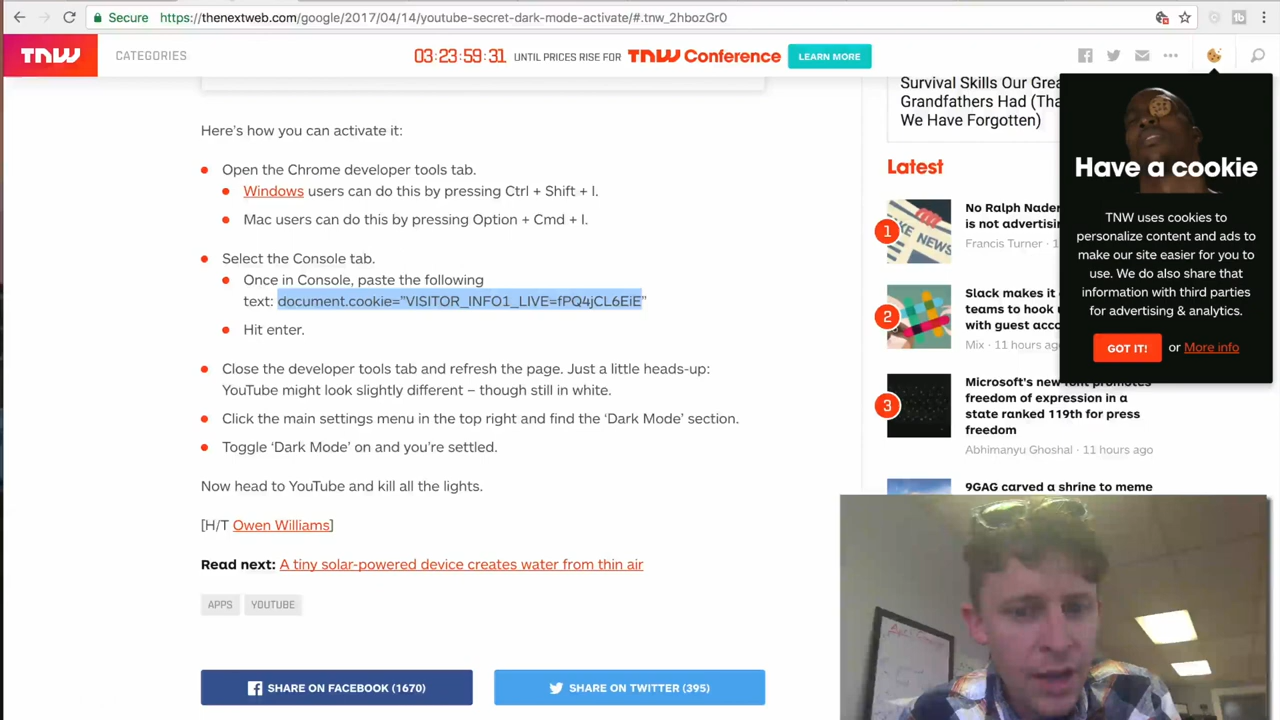 Secure
https://thenextweb.com/google/2017/04/14/youtube-secret-dark-mode-activate/#.tnw_2hbozGr0
TNW
CATEGORIES
03:23:59:31 UNTIL PRICES RISE FOR TNW Conference
LEARN MORE
Here's how you can activate it:
Open the Chrome developer tools tab.
Windows users can do this by pressing Ctrl + Shift + I.
Mac users can do this by pressing Option + Cmd + I.
Select the Console tab.
Once in Console, paste the following
text: document.cookie=”VISITOR_INFO1_LIVE=fPQ4jCL6EiE”
Hit enter.
Close the developer tools tab and refresh the page. Just a little heads-up:
YouTube might look slightly different – though still in white.
Click the main settings menu in the top right and find the ‘Dark Mode’ section.
Toggle ‘Dark Mode’ on and you're settled.
Now head to YouTube and kill all the lights.
[H/T Owen Williams]
Read next: A tiny solar-powered device creates water from thin air
APPS
YOUTUBE
SHARE ON FACEBOOK (1670)
SHARE ON TWITTER (395)
Survival Skills Our Grea
Grandfathers Had (Tha
We Have Forgotten)
Latest
1
No Ralph Nader
is not advertisi
Francis Turner
2
Slack makes it
teams to hook
with guest acco
Mix · 11 hours ago
3
Microsoft's new font promotes
freedom of expression in a
state ranked 119th for press
freedom
Abhimanyu Ghoshal · 11 hours ago
9GAG carved a shrine to meme
Have a cookie
TNW uses cookies to
personalize content and ads to
make our site easier for you to
use. We do also share that
information with third parties
for advertising & analytics.
GOT IT! or More info